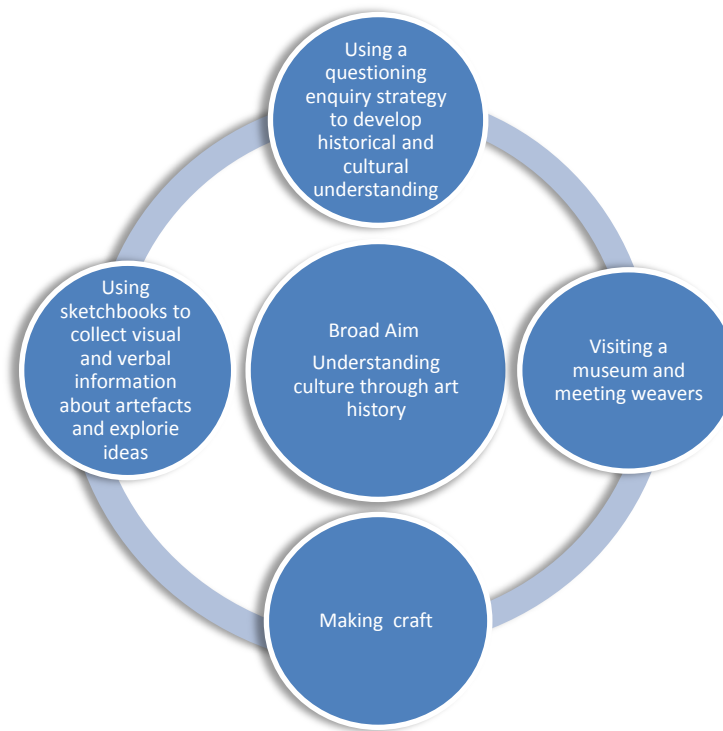 Using a
questioning
enquiry strategy
to develop
historical and
cultural
understanding
Using
sketchbooks to
collect visual
and verbal
information
about artefacts
and explorie
ideas
Broad Aim
Understanding
culture through art
history
Visiting a
museum and
meeting weavers
Making craft